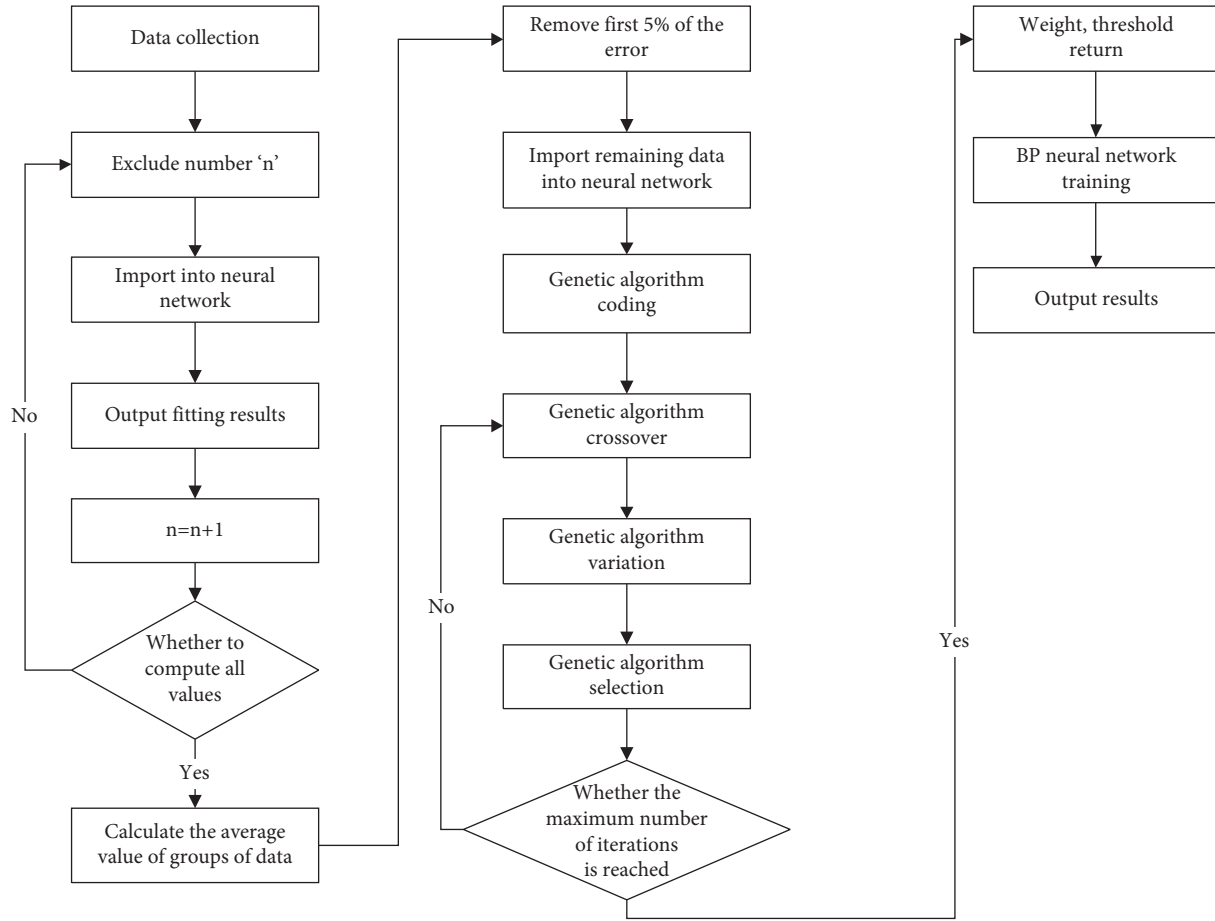 Data collection
Exclude number ‘n’
Import into neural
network
Output fitting results
No
n=n+1
Whether to
compute all
values
Yes
Calculate the average
value of groups of data
Remove first 5% of the
error
Import remaining data
into neural network
Genetic algorithm
coding
Genetic algorithm
crossover
Genetic algorithm
variation
No
Genetic algorithm
selection
Whether the
maximum number
of iterations
is reached
Yes
Weight, threshold
return
BP neural network
training
Output results